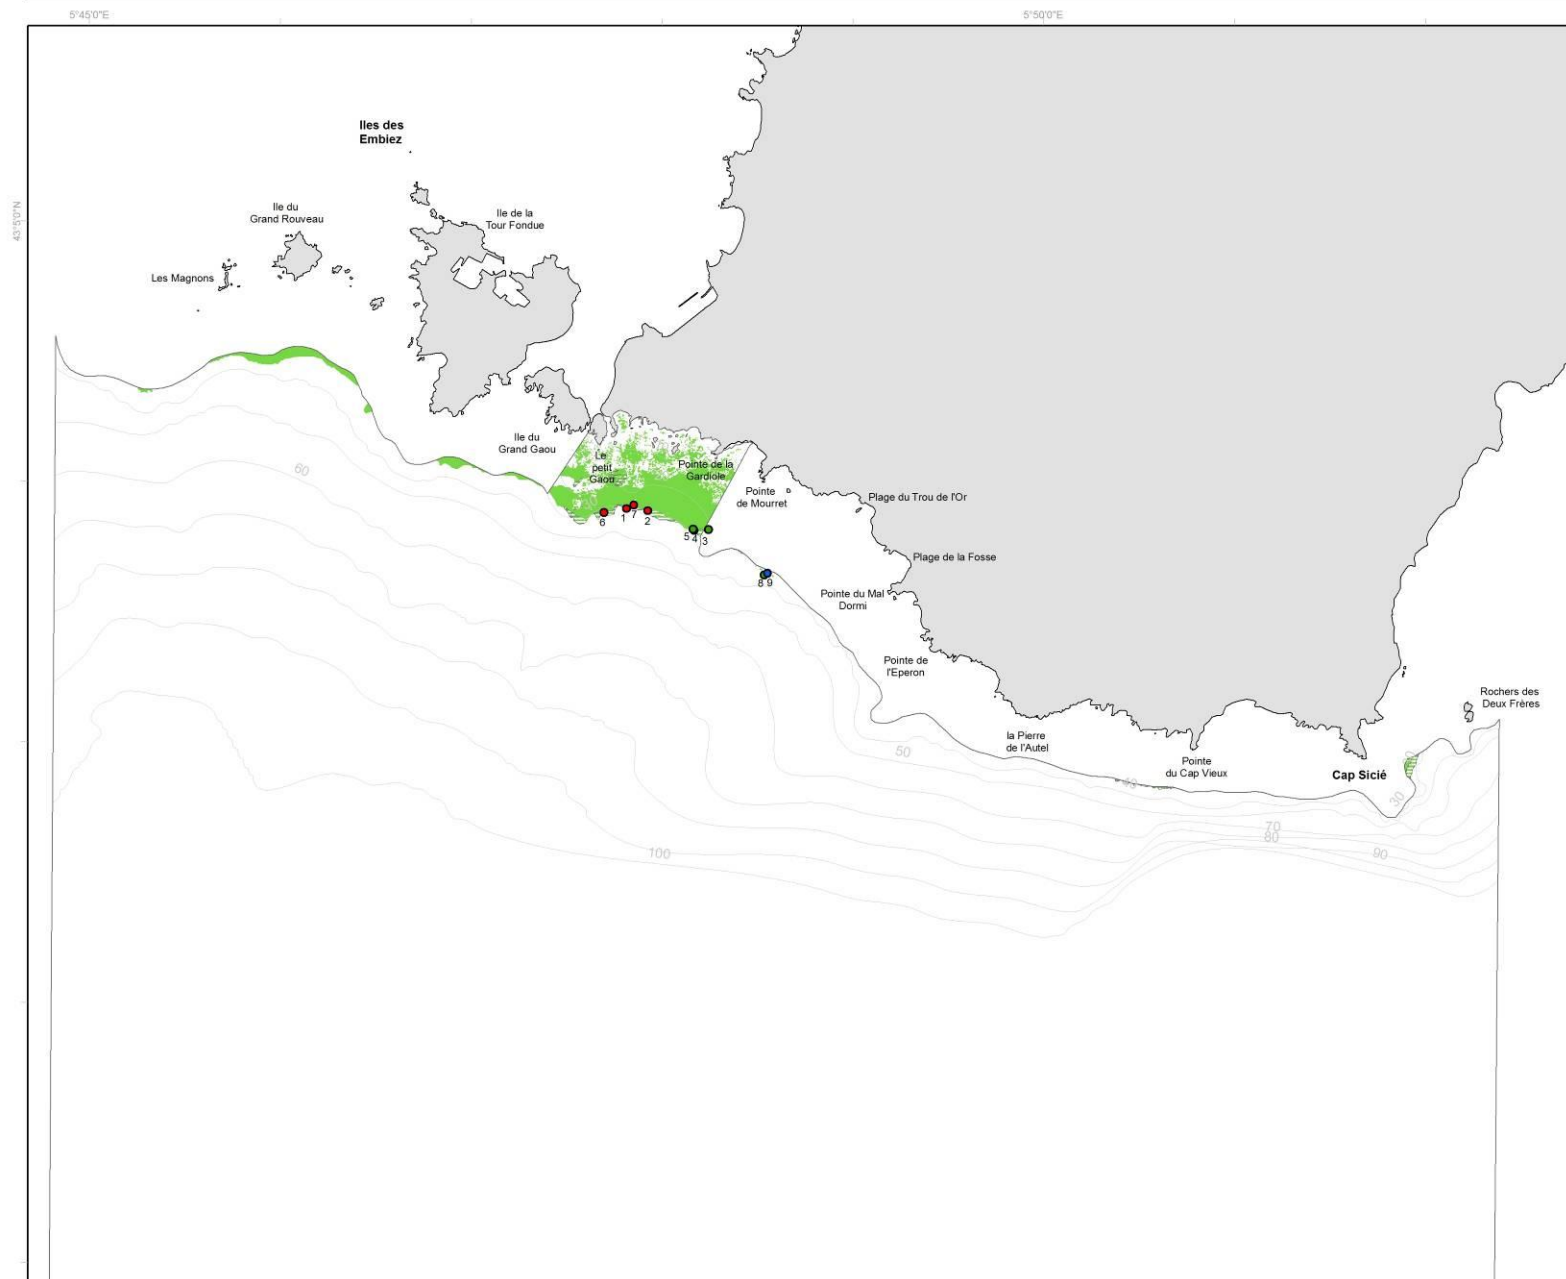 5°45'0"E
5°50'0"E
43°5'0"N
Iles des
Embiez
Ile du
Grand Rouveau
Ile de la
Tour Fondue
Les Magnons
Ile du
Grand Gaou
Le
petit
Gaou
Pointe de la
Gardiole
Pointe
de Mourret
Plage du Trou de l'Or
60
6
1
7
2
5
4
3
8
9
Plage de la Fosse
Pointe du Mal
Dormi
Pointe de
l'Eperon
Rochers des
Deux Frères
la Pierre
de l'Autel
50
Pointe
du Cap Vieux
Cap Sicié
40
30
70
80
90
100